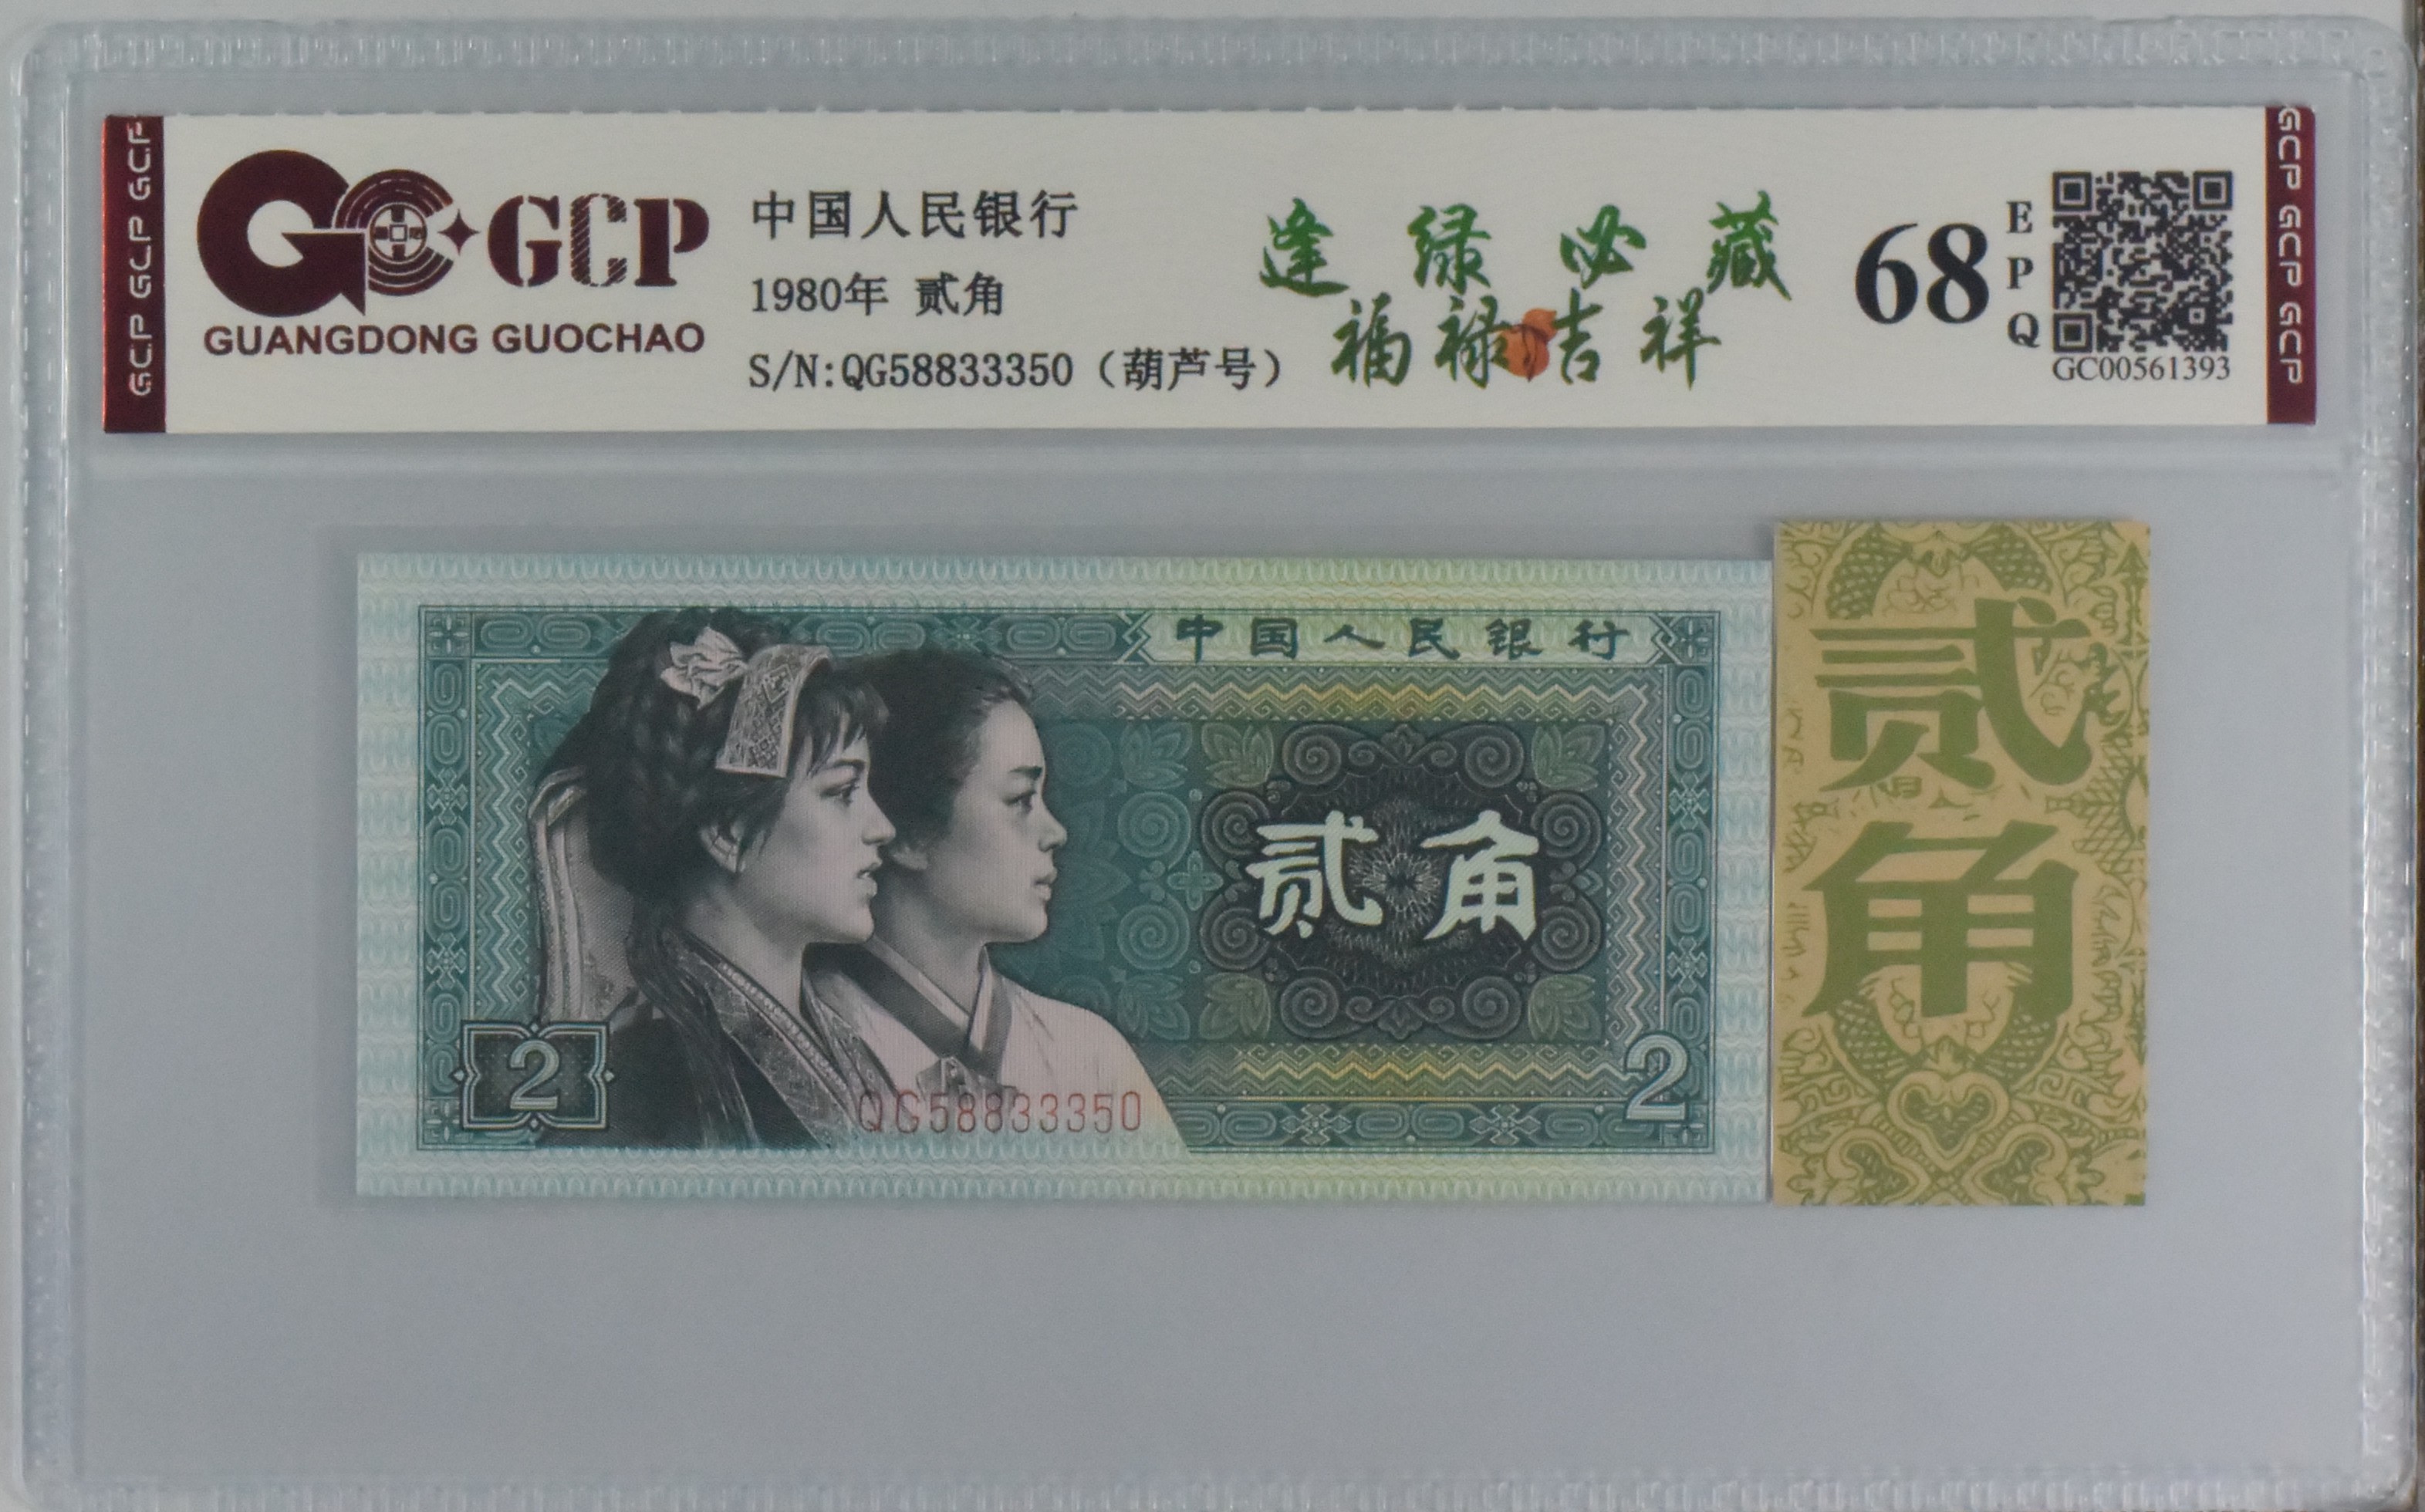 GCP GCP GCP
GCP
GUANGDONG GUOCHAO
中国人民银行
1980年 贰角
S/N:QG58833350（葫芦号）
逢绿必藏
福禄吉祥
68
EPQ
GC00561393
GCP GCP GCP
中国人民银行
贰角
2
2
QG58833350
贰角